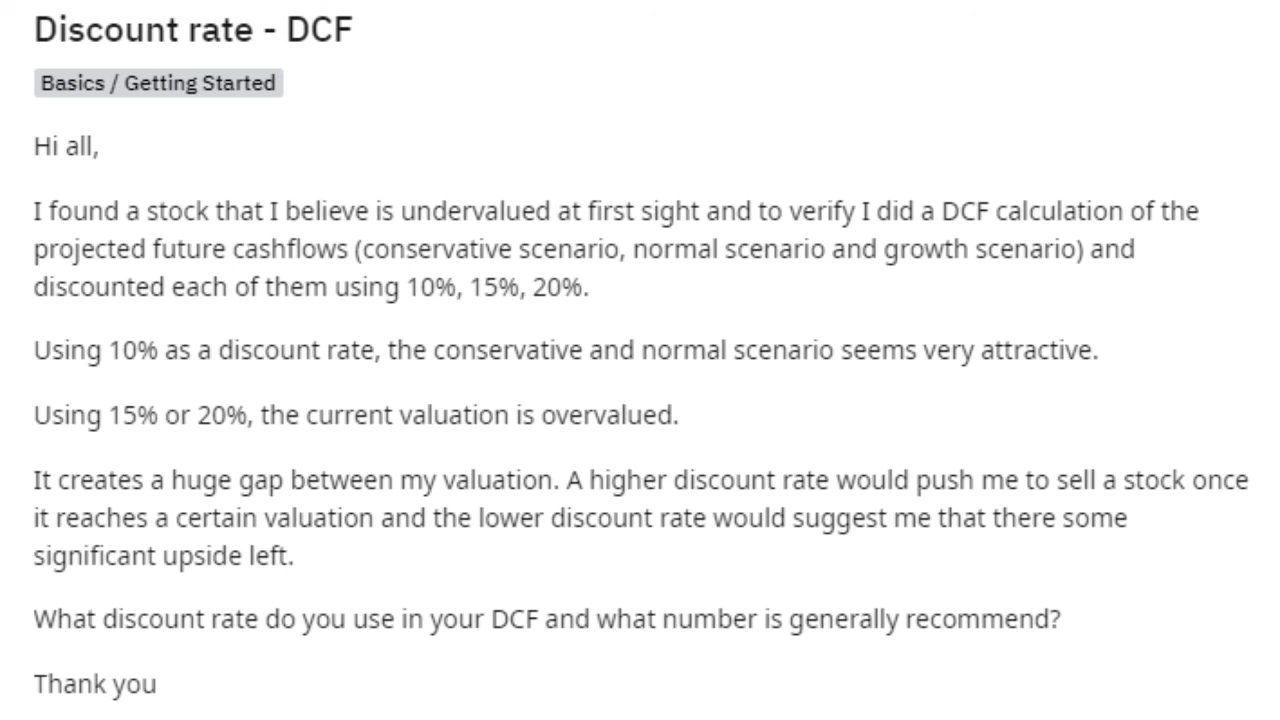 Discount rate - DCF
Basics / Getting Started
Hi all,
I found a stock that I believe is undervalued at first sight and to verify I did a DCF calculation of the
projected future cashflows (conservative scenario, normal scenario and growth scenario) and
discounted each of them using 10%, 15%, 20%.
Using 10% as a discount rate, the conservative and normal scenario seems very attractive.
Using 15% or 20%, the current valuation is overvalued.
It creates a huge gap between my valuation. A higher discount rate would push me to sell a stock once
it reaches a certain valuation and the lower discount rate would suggest me that there some
significant upside left.
What discount rate do you use in your DCF and what number is generally recommend?
Thank you